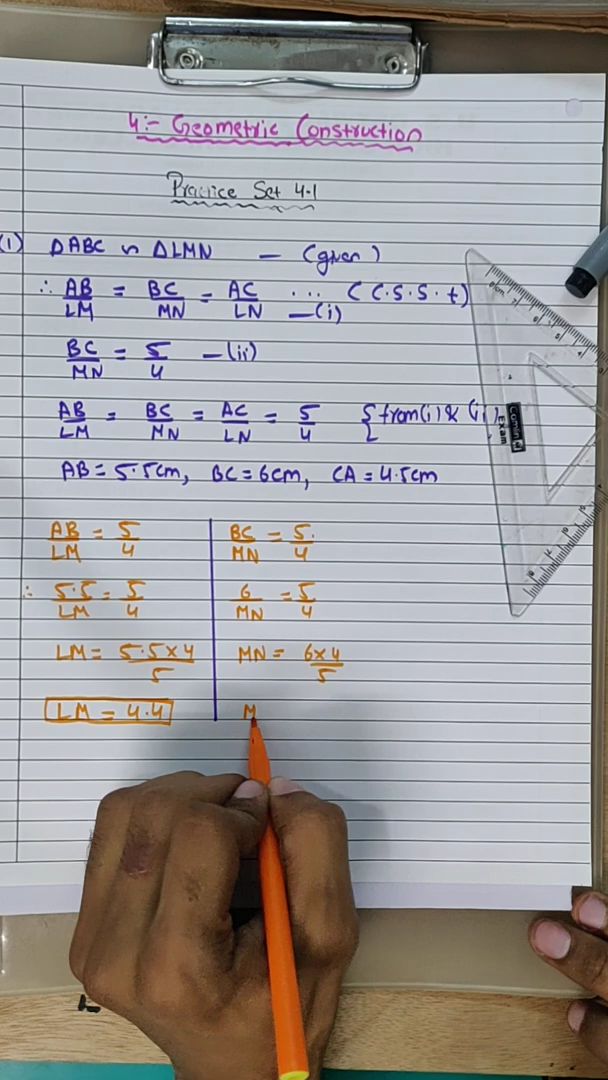 4:- Geometric Construction
Practice Set 4.1
(1) ΔABC ~ ΔLMN — (given)
∴ AB/LM = BC/MN = AC/LN ... (C.S.S.t) —(i)
BC/MN = 5/4 —(ii)
AB/LM = BC/MN = AC/LN = 5/4 {from(i) & (ii)
AB = 5.5cm, BC = 6cm, CA = 4.5cm
AB/LM = 5/4
∴ 5.5/LM = 5/4
LM = 5.5×4/5
LM = 4.4
BC/MN = 5/4
6/MN = 5/4
MN = 6×4/5
M